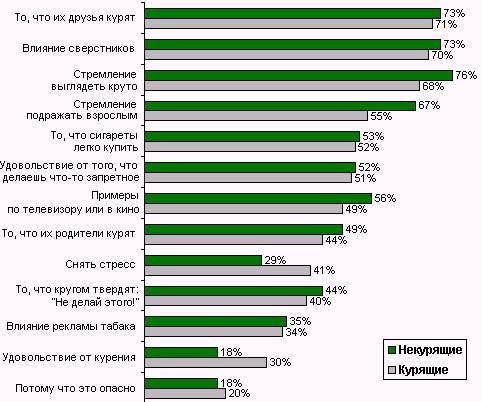 То, что их друзья курят
73%
71%
Влияние сверстников
73%
70%
Стремление
выглядеть круто
76%
68%
Стремление
подражать взрослым
67%
55%
То, что сигареты
легко купить
53%
52%
Удовольствие от того, что
делаешь что-то запретное
52%
51%
Примеры
по телевизору или в кино
56%
49%
То, что их родители курят
49%
44%
Снять стресс
29%
41%
То, что кругом твердят:
"Не делай этого!"
44%
40%
Влияние рекламы табака
35%
34%
Удовольствие от курения
18%
30%
Потому что это опасно
18%
20%
Некурящие
Курящие